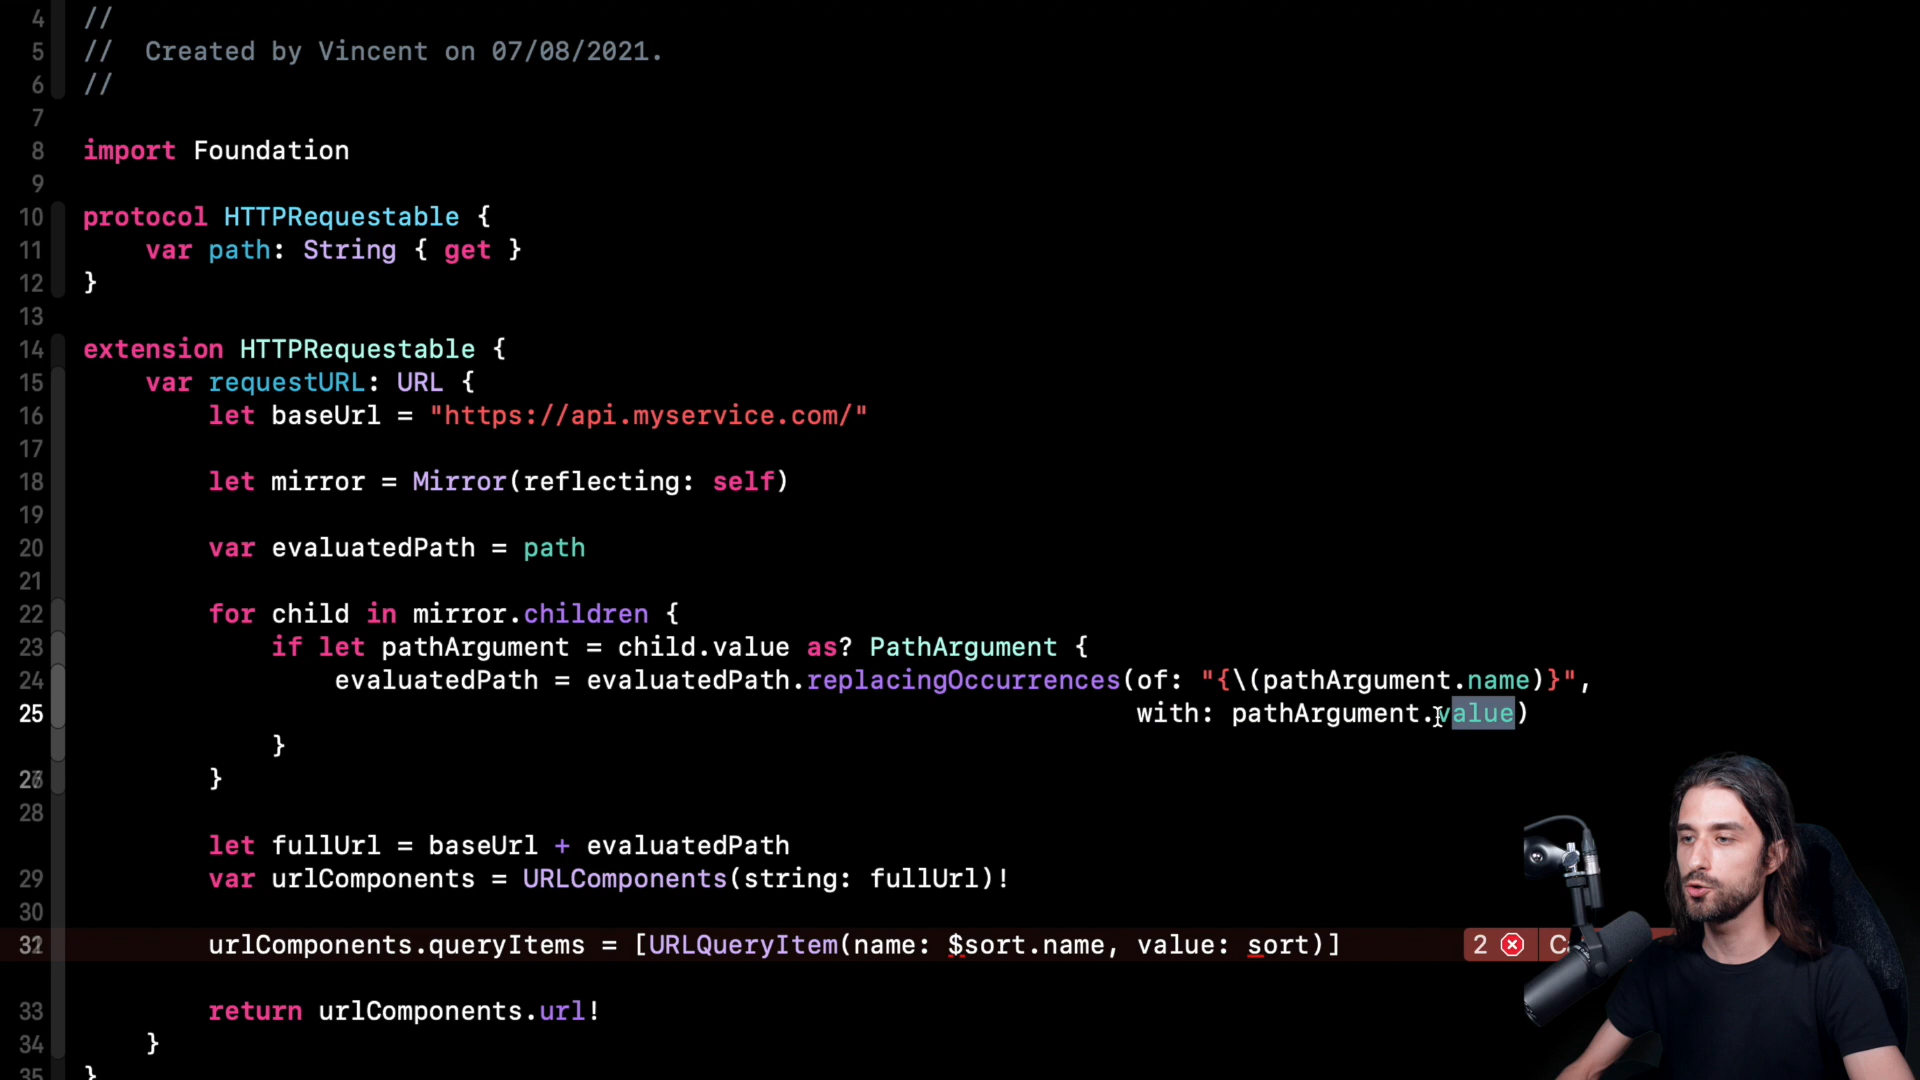 4 //
5 //  Created by Vincent on 07/08/2021.
6 //
7
8 import Foundation
9
10 protocol HTTPRequestable {
11     var path: String { get }
12 }
13
14 extension HTTPRequestable {
15     var requestURL: URL {
16         let baseUrl = "https://api.myservice.com/"
17
18         let mirror = Mirror(reflecting: self)
19
20         var evaluatedPath = path
21
22         for child in mirror.children {
23             if let pathArgument = child.value as? PathArgument {
24                 evaluatedPath = evaluatedPath.replacingOccurrences(of: "{\(pathArgument.name)}",
25                                                                    with: pathArgument.value)
             }
         }
28
         let fullUrl = baseUrl + evaluatedPath
29         var urlComponents = URLComponents(string: fullUrl)!
30
         urlComponents.queryItems = [URLQueryItem(name: $sort.name, value: sort)] 2
33         return urlComponents.url!
34     }
35 }